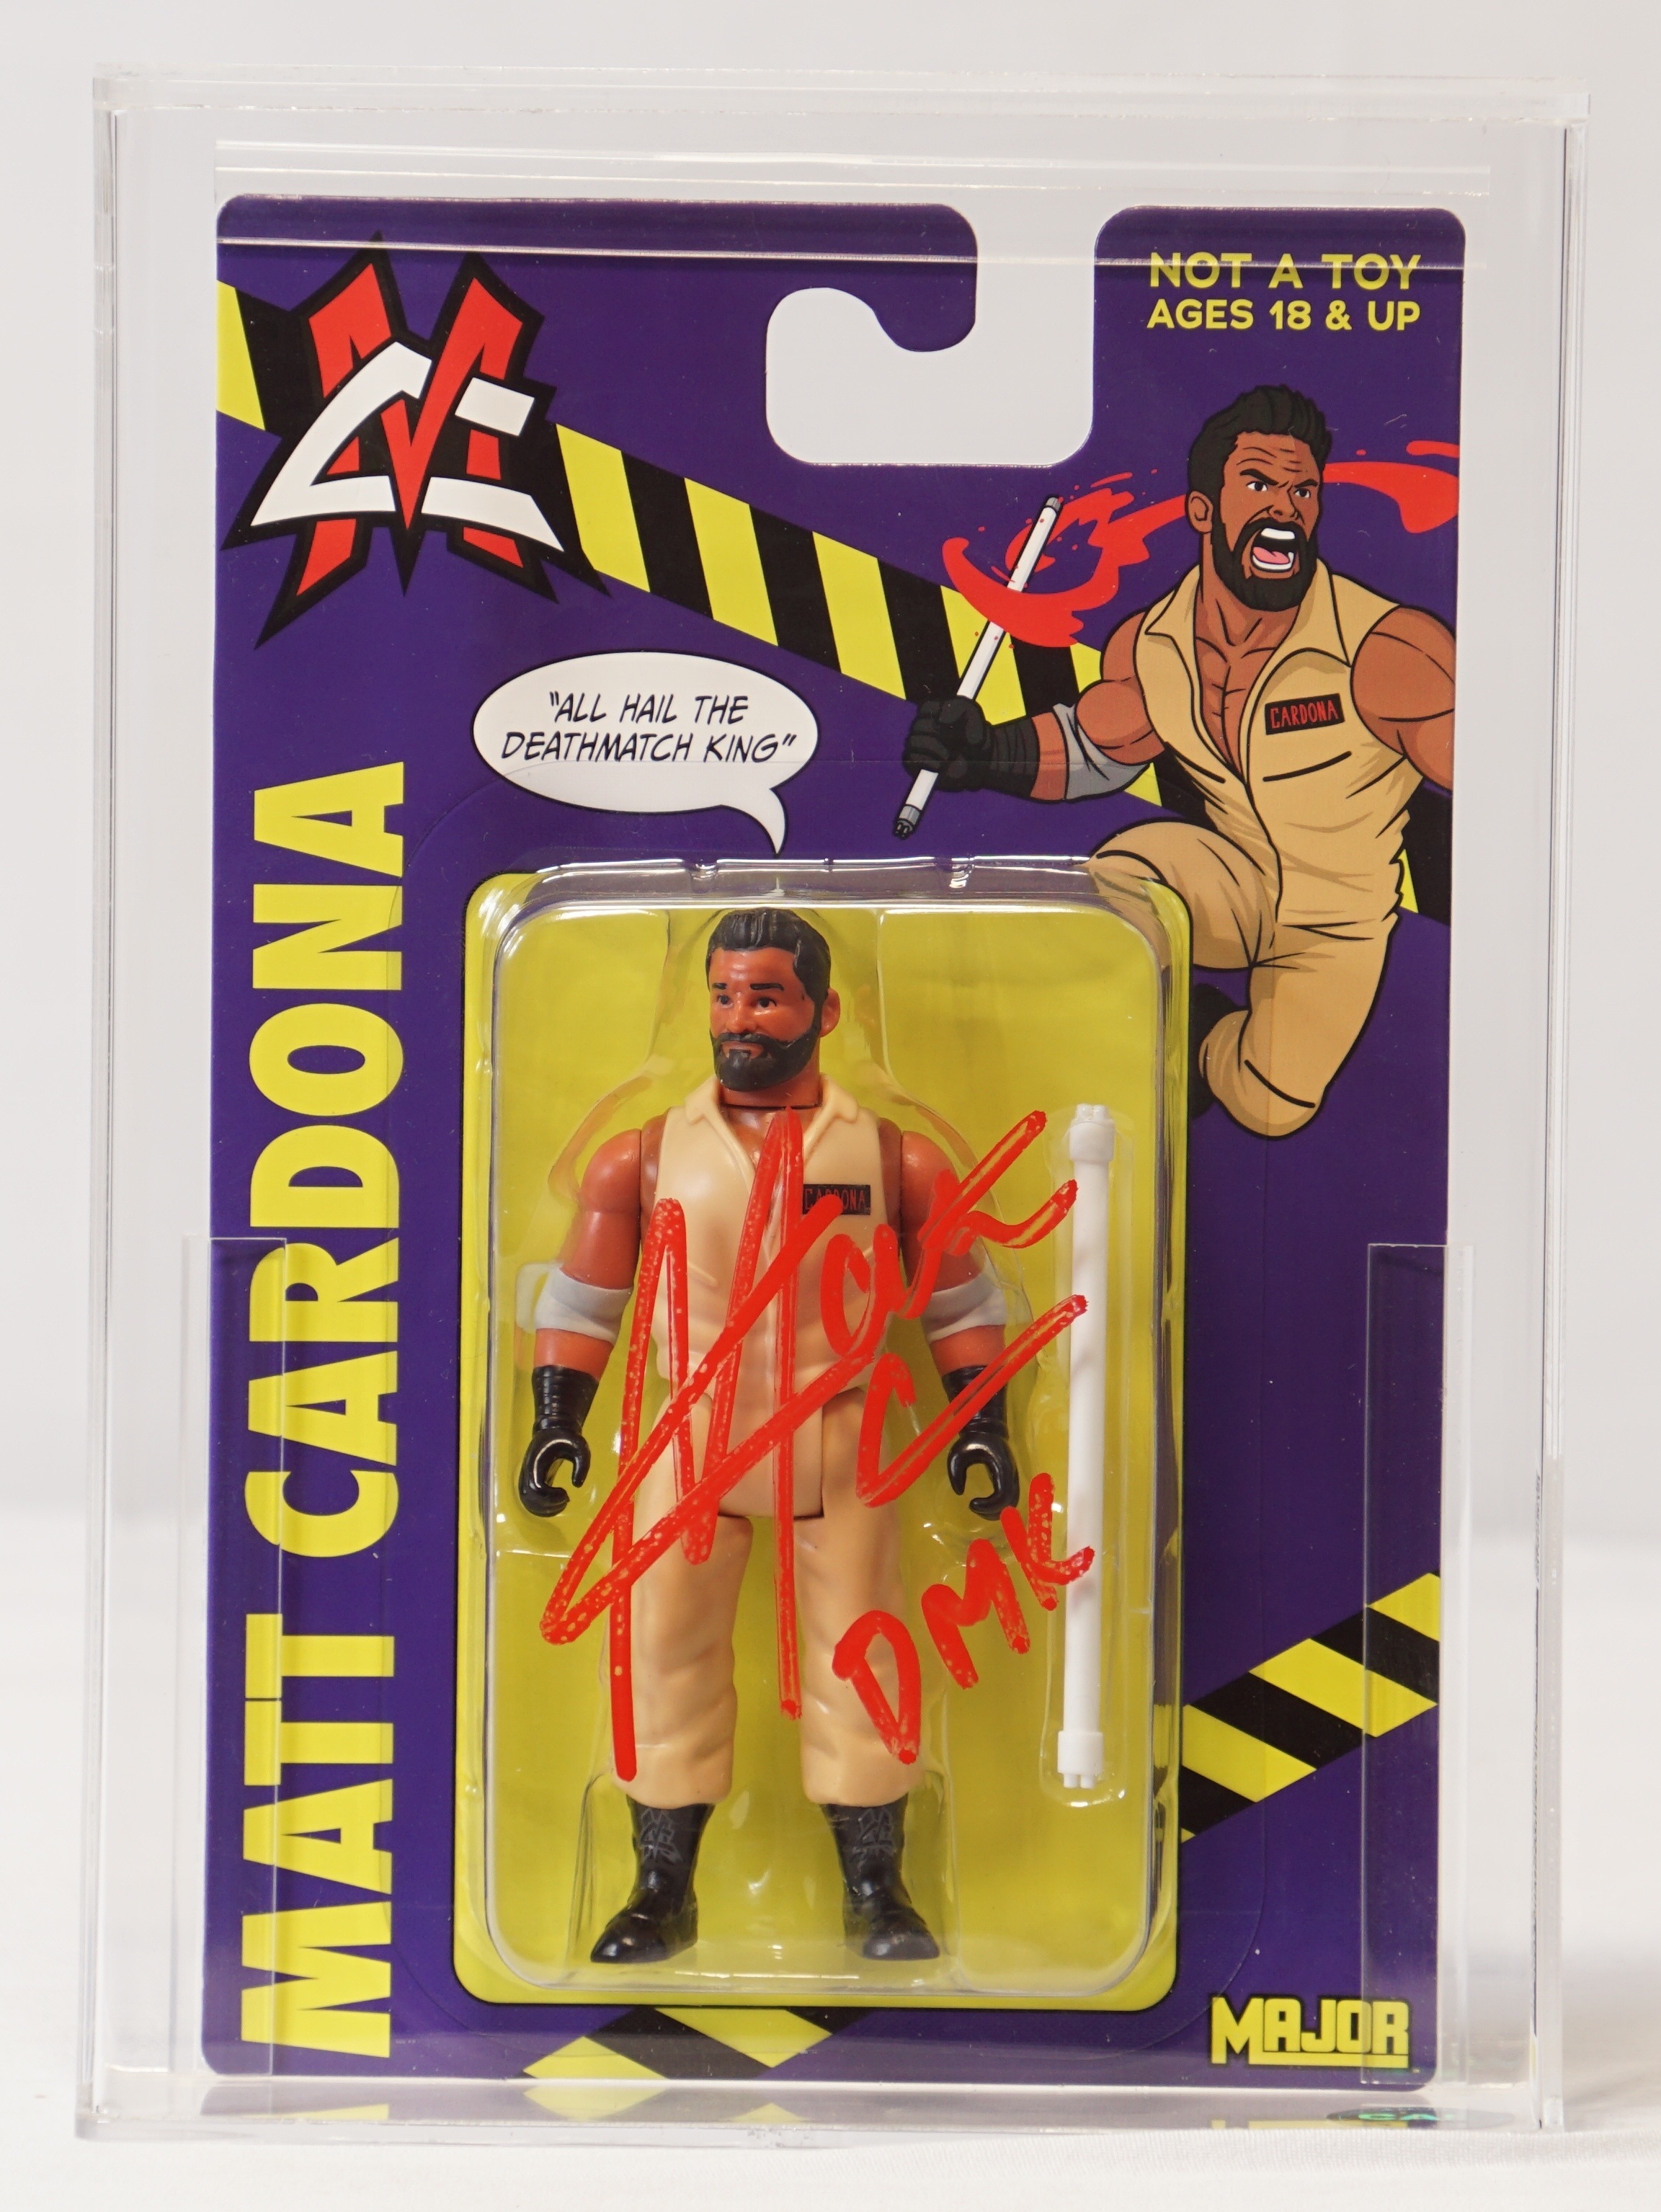 NOT A TOY
AGES 18 & UP
"ALL HAIL THE
DEATHMATCH KING"
CARDONA
MATT CARDONA
CARDONA
DMK
MAJOR